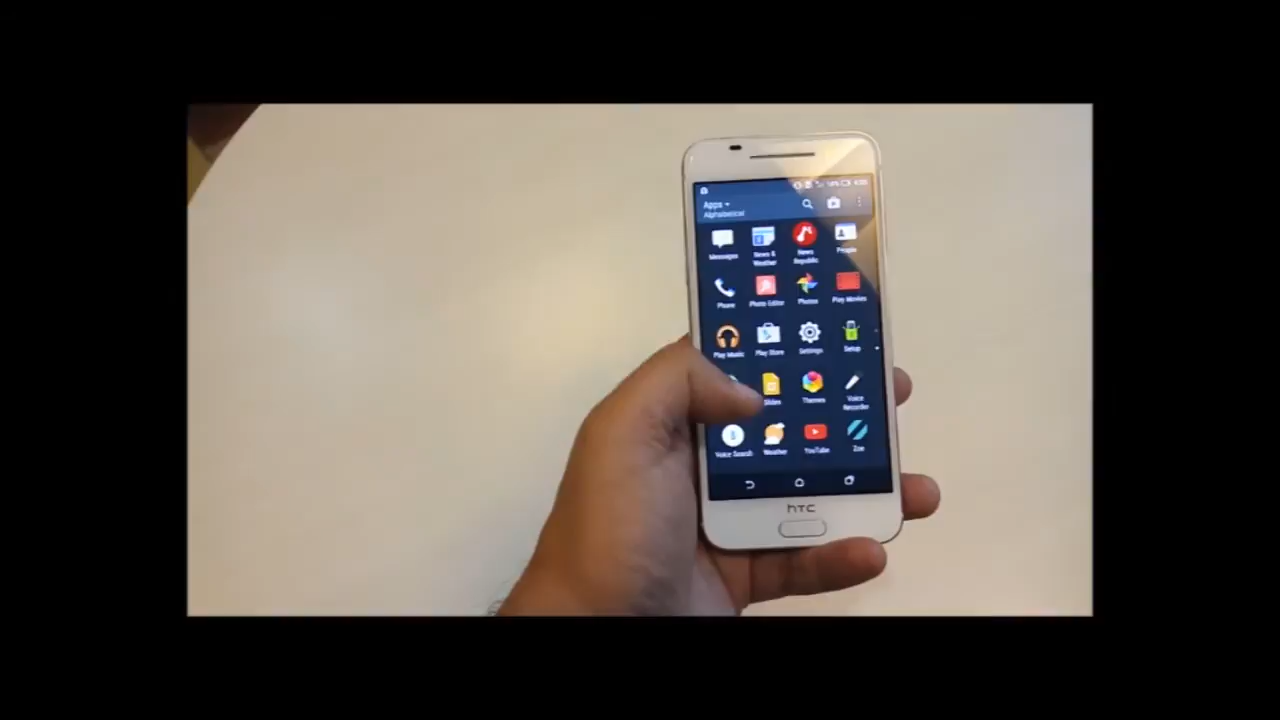 Apps
Alphabetical
Messages
News &
Weather
News
Republic
People
Phone
Photo Editor
Photos
Play Movies
Play Music
Play Store
Settings
Setup
Slides
Themes
Voice
Recorder
Voice Search
Weather
YouTube
Zoe
hTC